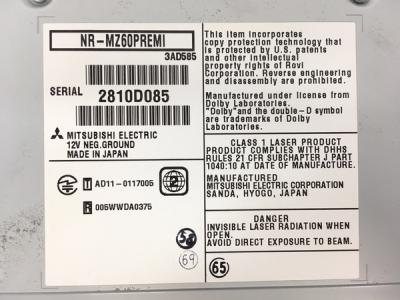 NR-MZ60PREMI
3AD585
SERIAL 2810D085
MITSUBISHI ELECTRIC
12V NEG.GROUND
MADE IN JAPAN
T AD11-0117005
R 005WWDA0375
2
69
This item incorporates
copy protection technology that
is protected by U.S. patents
and other intellectual
property rights of Rovi
Corporation. Reverse engineering
and disassembly are prohibited.
Manufactured under license from
Dolby Laboratories.
"Dolby" and the double-D symbol
are trademarks of Dolby
Laboratories.
CLASS 1 LASER PRODUCT
PRODUCT COMPLIES WITH DHHS
RULES 21 CFR SUBCHAPTER J PART
1040:10 AT DATE OF MANUFACTURE.
MANUFACTURED
MITSUBISHI ELECTRIC CORPORATION
SANDA, HYOGO, JAPAN
DANGER
INVISIBLE LASER RADIATION WHEN
OPEN.
AVOID DIRECT EXPOSURE TO BEAM.
65